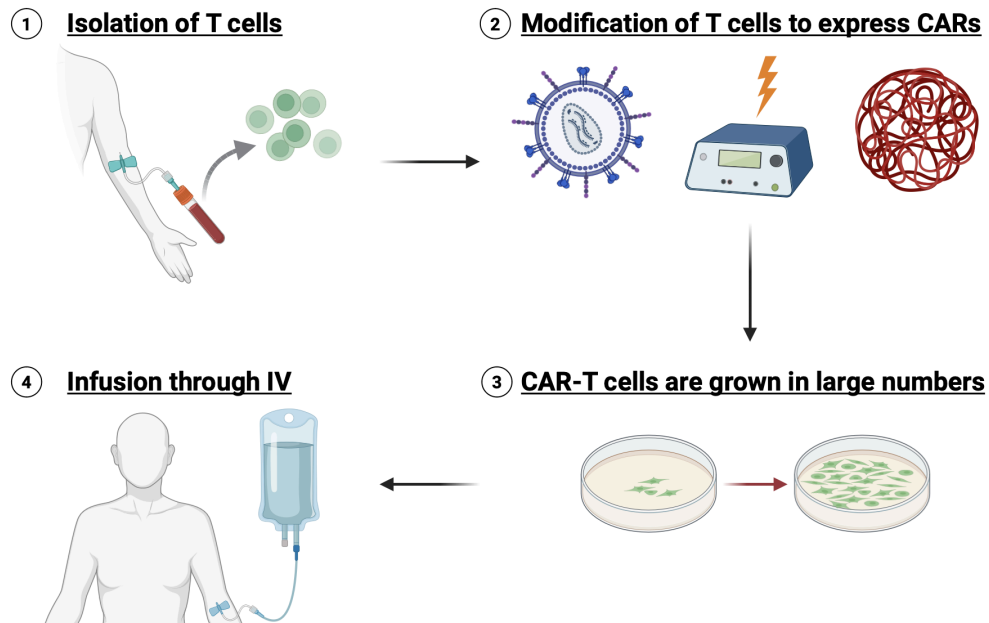 1 Isolation of T cells
2 Modification of T cells to express CARs
4 Infusion through IV
3 CAR-T cells are grown in large numbers